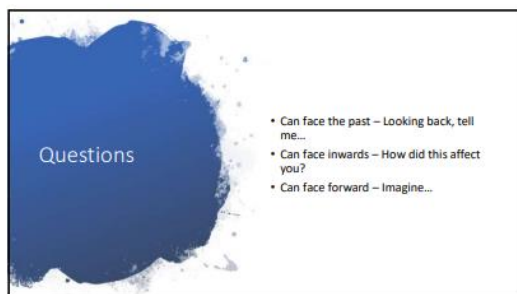 Questions
• Can face the past – Looking back, tell
me…
• Can face inwards – How did this affect
you?
• Can face forward – Imagine…